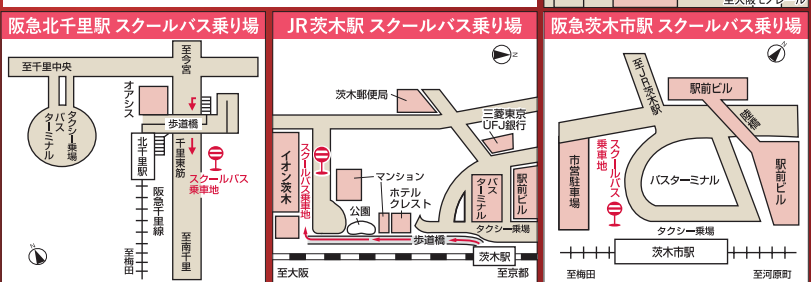 至大阪モノレール
阪急北千里駅 スクールバス乗り場
至今宮
至千里中央
オアシス
タクシー乗場
バス
ターミナル
歩道橋
北千里駅
千里東筋
スクールバス
乗車地
阪急千里線
至梅田
至南千里
N
JR茨木駅 スクールバス乗り場
N
茨木郵便局
三菱東京
UFJ銀行
イオン茨木
スクールバス乗車地
マンション
ホテル
クレスト
公園
バス
ターミナル
駅前ビル
タクシー乗場
歩道橋
茨木駅
至大阪
至京都
阪急茨木市駅 スクールバス乗り場
N
至JR茨木駅
駅前ビル
陸橋
市営駐車場
スクールバス
乗車地
バスターミナル
駅前ビル
タクシー乗場
茨木市駅
至梅田
至河原町